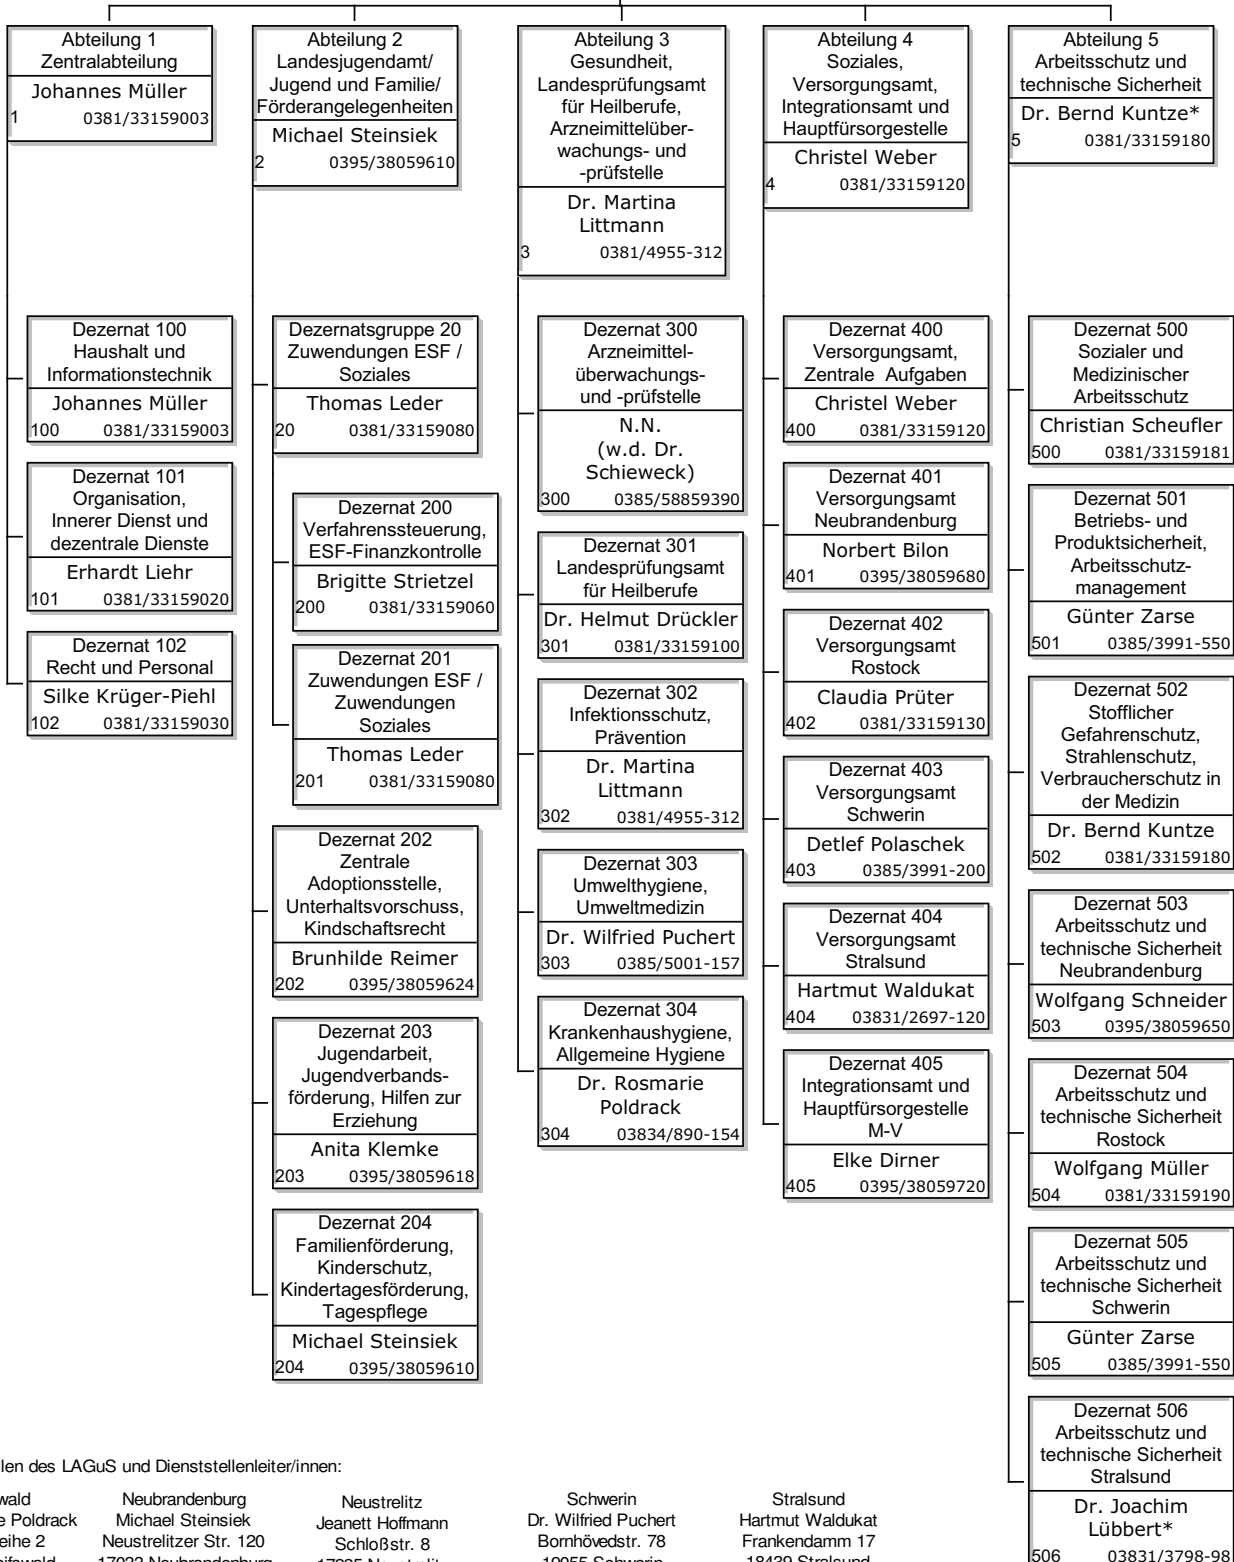 Abteilung 1
Zentralabteilung
Johannes Müller
1 0381/33159003
Abteilung 2
Landesjugendamt/
Jugend und Familie/
Förderangelegenheiten
Michael Steinsiek
2 0395/38059610
Abteilung 3
Gesundheit,
Landesprüfungsamt
für Heilberufe,
Arzneimittelüber-
wachungs- und
-prüfstelle
Dr. Martina
Littmann
3 0381/4955-312
Abteilung 4
Soziales,
Versorgungsamt,
Integrationsamt und
Hauptfürsorgestelle
Christel Weber
4 0381/33159120
Abteilung 5
Arbeitsschutz und
technische Sicherheit
Dr. Bernd Kuntze*
5 0381/33159180
Dezernat 100
Haushalt und
Informationstechnik
Johannes Müller
100 0381/33159003
Dezernat 101
Organisation,
Innerer Dienst und
dezentrale Dienste
Erhardt Liehr
101 0381/33159020
Dezernat 102
Recht und Personal
Silke Krüger-Piehl
102 0381/33159030
Dezernatsgruppe 20
Zuwendungen ESF /
Soziales
Thomas Leder
20 0381/33159080
Dezernat 200
Verfahrenssteuerung,
ESF-Finanzkontrolle
Brigitte Strietzel
200 0381/33159060
Dezernat 201
Zuwendungen ESF /
Zuwendungen
Soziales
Thomas Leder
201 0381/33159080
Dezernat 202
Zentrale
Adoptionsstelle,
Unterhaltsvorschuss,
Kindschaftsrecht
Brunhilde Reimer
202 0395/38059624
Dezernat 203
Jugendarbeit,
Jugendverbands-
förderung, Hilfen zur
Erziehung
Anita Klemke
203 0395/38059618
Dezernat 204
Familienförderung,
Kinderschutz,
Kindertagesförderung,
Tagespflege
Michael Steinsiek
204 0395/38059610
Dezernat 300
Arzneimittel-
überwachungs-
und -prüfstelle
N.N.
(w.d. Dr.
Schieweck)
300 0385/58859390
Dezernat 301
Landesprüfungsamt
für Heilberufe
Dr. Helmut Drückler
301 0381/33159100
Dezernat 302
Infektionsschutz,
Prävention
Dr. Martina
Littmann
302 0381/4955-312
Dezernat 303
Umwelthygiene,
Umweltmedizin
Dr. Wilfried Puchert
303 0385/5001-157
Dezernat 304
Krankenhaushygiene,
Allgemeine Hygiene
Dr. Rosmarie
Poldrack
304 03834/890-154
Dezernat 400
Versorgungsamt,
Zentrale Aufgaben
Christel Weber
400 0381/33159120
Dezernat 401
Versorgungsamt
Neubrandenburg
Norbert Bilon
401 0395/38059680
Dezernat 402
Versorgungsamt
Rostock
Claudia Prüter
402 0381/33159130
Dezernat 403
Versorgungsamt
Schwerin
Detlef Polaschek
403 0385/3991-200
Dezernat 404
Versorgungsamt
Stralsund
Hartmut Waldukat
404 03831/2697-120
Dezernat 405
Integrationsamt und
Hauptfürsorgestelle
M-V
Elke Dirner
405 0395/38059720
Dezernat 500
Sozialer und
Medizinischer
Arbeitsschutz
Christian Scheufler
500 0381/33159181
Dezernat 501
Betriebs- und
Produktsicherheit,
Arbeitsschutz-
management
Günter Zarse
501 0385/3991-550
Dezernat 502
Stofflicher
Gefahrenschutz,
Strahlenschutz,
Verbraucherschutz in
der Medizin
Dr. Bernd Kuntze
502 0381/33159180
Dezernat 503
Arbeitsschutz und
technische Sicherheit
Neubrandenburg
Wolfgang Schneider
503 0395/38059650
Dezernat 504
Arbeitsschutz und
technische Sicherheit
Rostock
Wolfgang Müller
504 0381/33159190
Dezernat 505
Arbeitsschutz und
technische Sicherheit
Schwerin
Günter Zarse
505 0385/3991-550
Dezernat 506
Arbeitsschutz und
technische Sicherheit
Stralsund
Dr. Joachim
Lübbert*
506 03831/3798-98
llen des LAGuS und Dienststellenleiter/innen:
wald
e Poldrack
eihe 2
Neubrandenburg
Michael Steinsiek
Neustrelitzer Str. 120
17033 Neubrandenburg
Neustrelitz
Jeanett Hoffmann
Schloßstr. 8
Schwerin
Dr. Wilfried Puchert
Bornhövedstr. 78
19055 Schwerin
Stralsund
Hartmut Waldukat
Frankendamm 17
18439 Stralsund